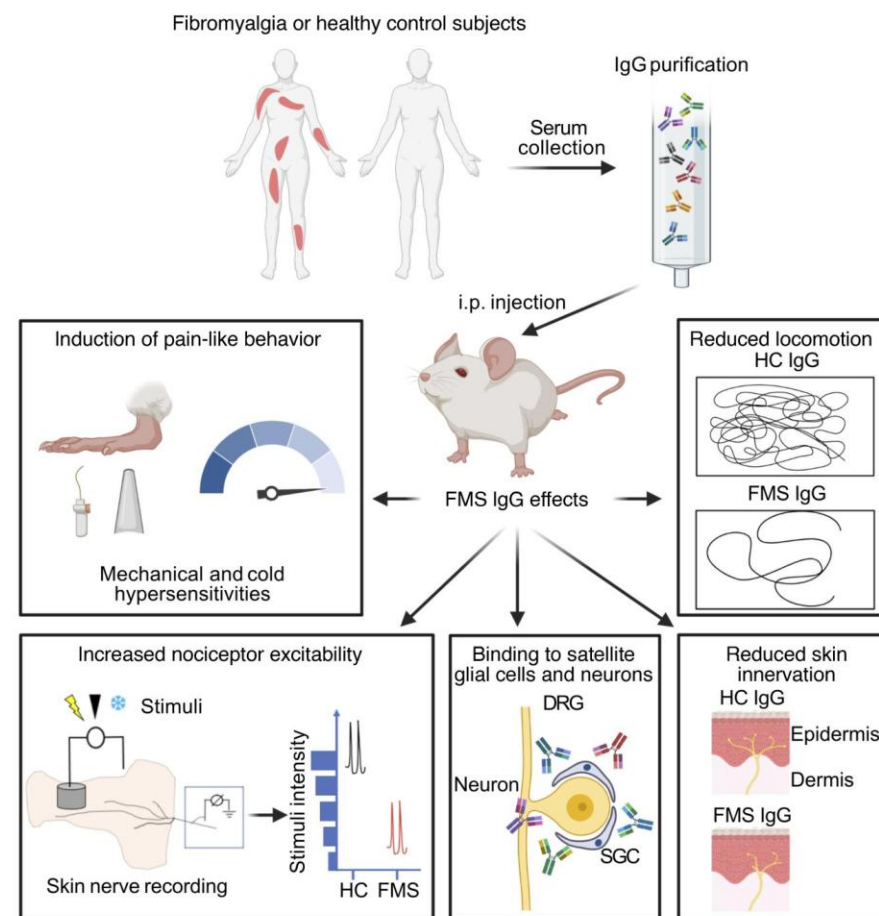 Fibromyalgia or healthy control subjects
IgG purification
Serum
collection
i.p. injection
Induction of pain-like behavior
Mechanical and cold
hypersensitivities
FMS IgG effects
Reduced locomotion
HC IgG
FMS IgG
Increased nociceptor excitability
Stimuli
Skin nerve recording
Stimuli intensity
HC FMS
Binding to satellite
glial cells and neurons
DRG
Neuron
SGC
Reduced skin
innervation
HC IgG
Epidermis
Dermis
FMS IgG